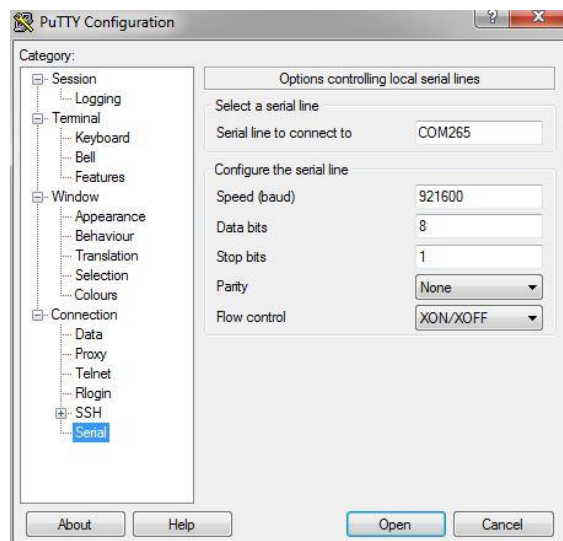 PuTTY Configuration
?
X
Category:
Session
Logging
Terminal
Keyboard
Bell
Features
Window
Appearance
Behaviour
Translation
Selection
Colours
Connection
Data
Proxy
Telnet
Rlogin
SSH
Serial
Options controlling local serial lines
Select a serial line
Serial line to connect to COM265
Configure the serial line
Speed (baud) 921600
Data bits 8
Stop bits 1
Parity None
Flow control XON/XOFF
About Help Open Cancel